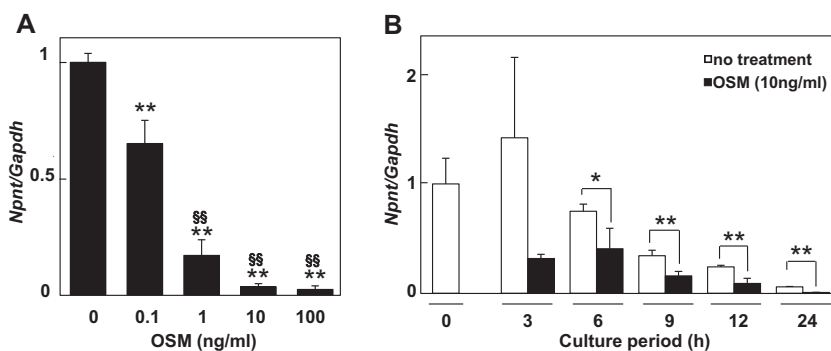 A
Npnt/Gapdh
1
0.5
0
**
§§
**
§§
**
§§
**
0 0.1 1 10 100
OSM (ng/ml)
B
Npnt/Gapdh
2
1
0
no treatment
OSM (10ng/ml)
*
**
**
**
0 3 6 9 12 24
Culture period (h)